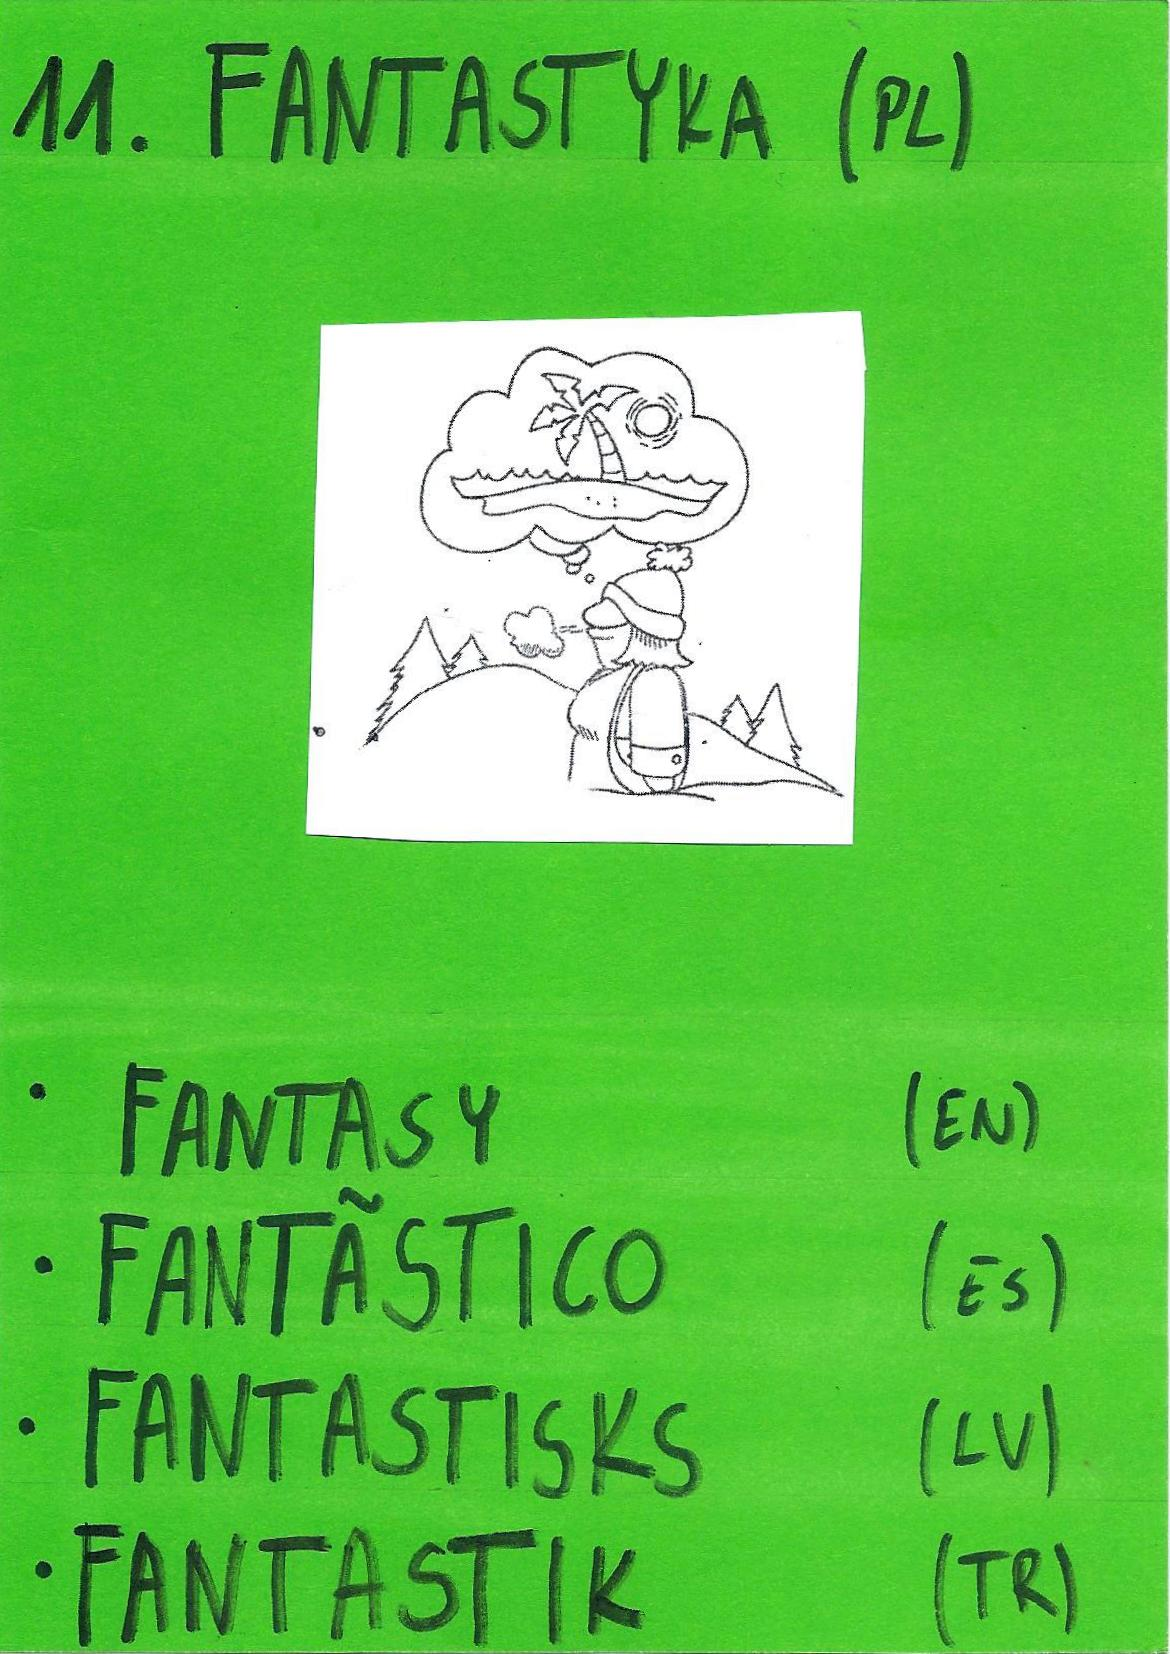 11. FANTASTYKA (PL)
• FANTASY (EN)
• FANTÃSTICO (ES)
• FANTASTISKS (LV)
• FANTASTIK (TR)